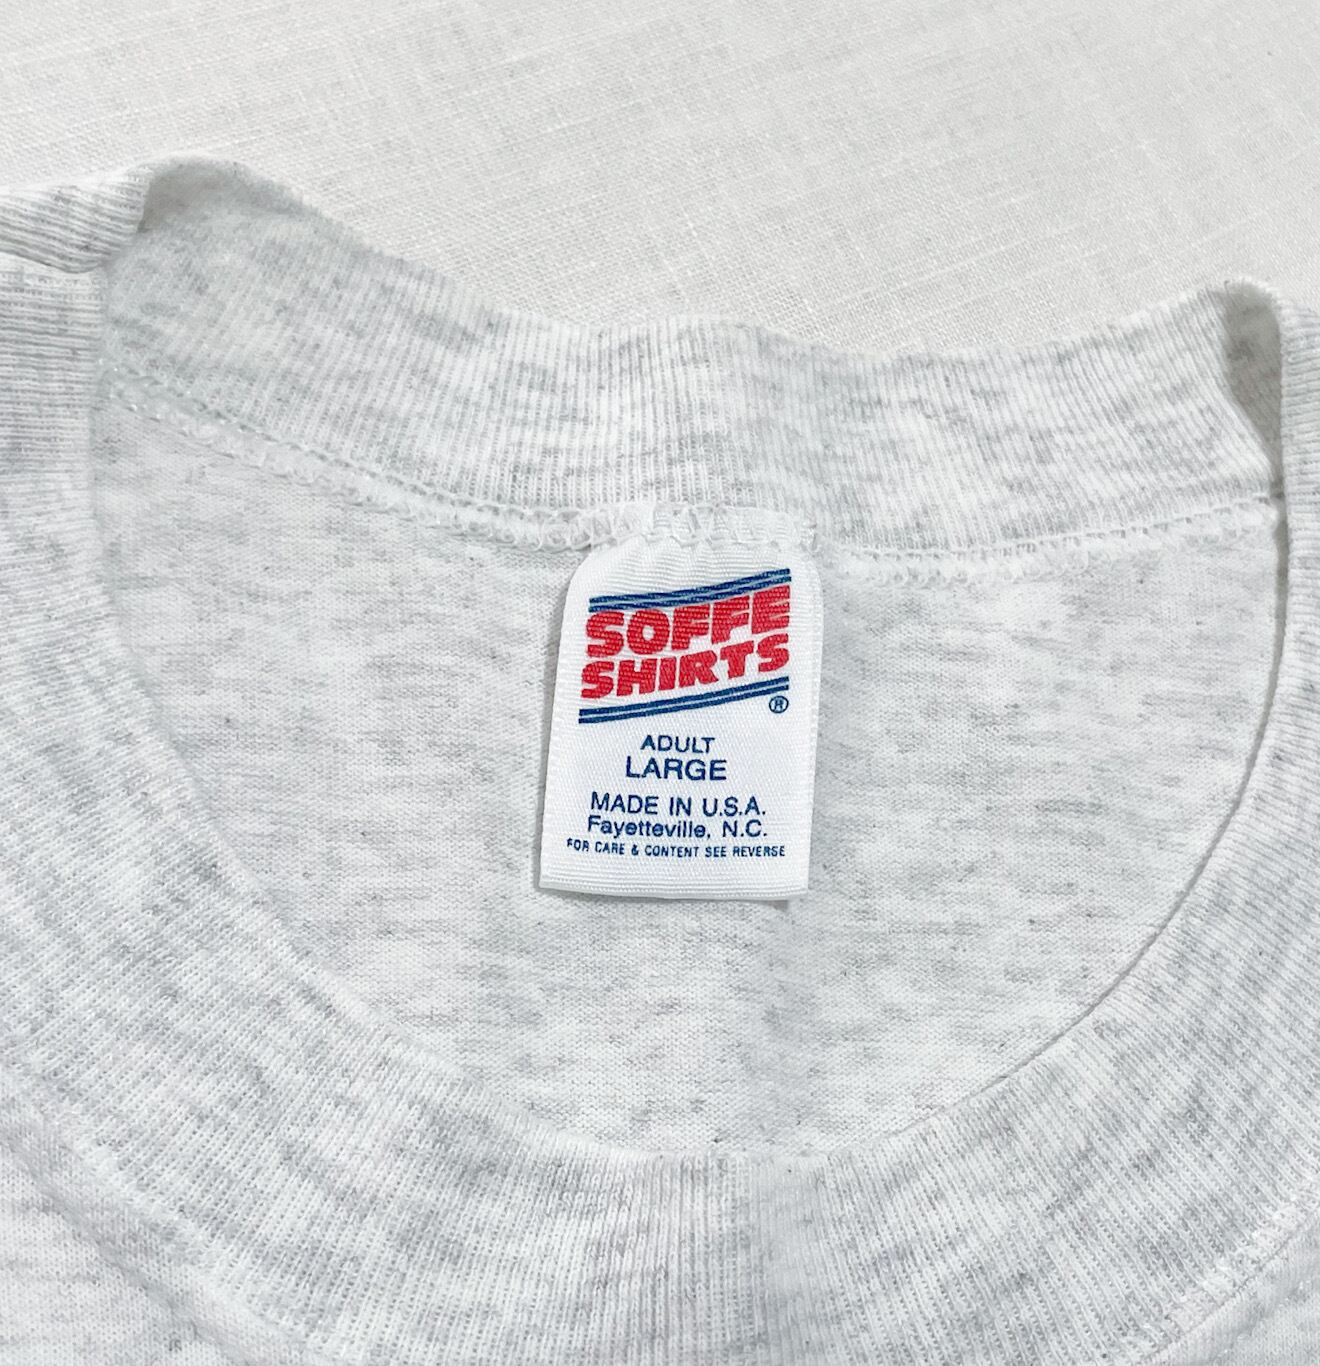 SOFFE
SHIRTS
®
ADULT
LARGE
MADE IN U.S.A.
Fayetteville, N.C.
FOR CARE & CONTENT SEE REVERSE